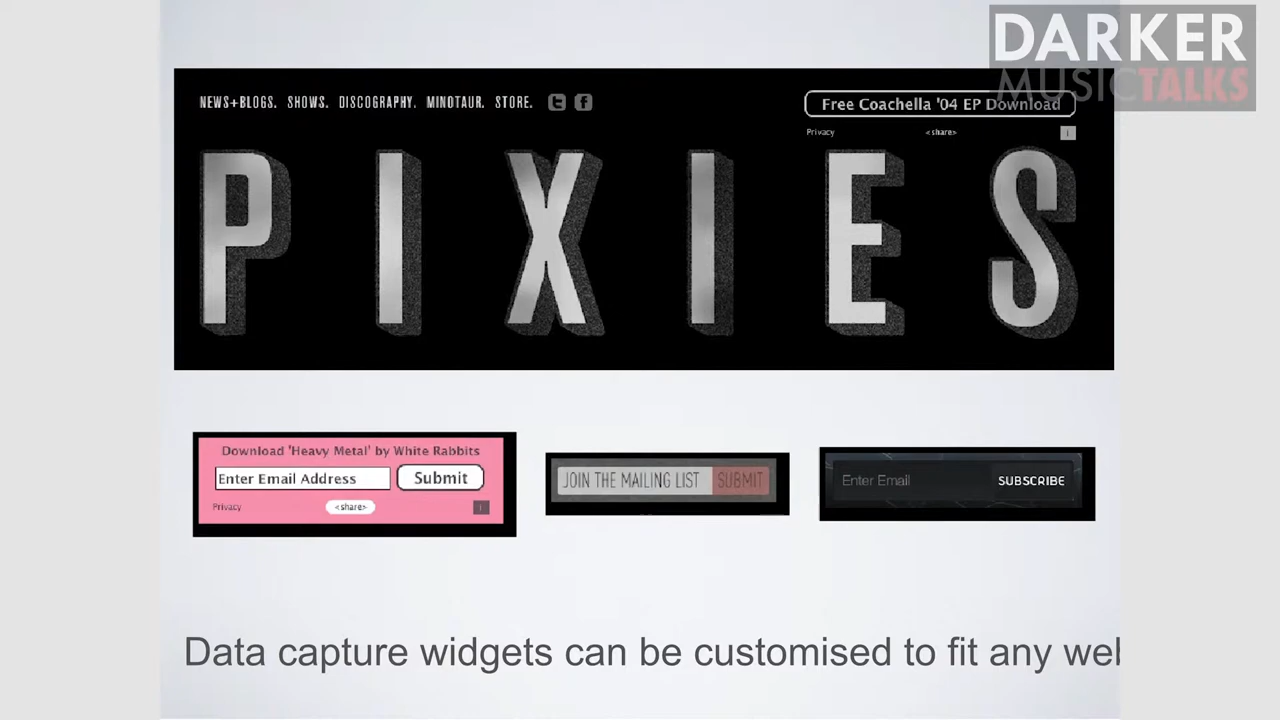 DARKER
MUSICTALKS
NEWS+BLOGS. SHOWS. DISCOGRAPHY. MINOTAUR. STORE.
Free Coachella '04 EP Download
Privacy <share> i
PIXIES
Download 'Heavy Metal' by White Rabbits
Enter Email Address Submit
Privacy <share> i
JOIN THE MAILING LIST SUBMIT
Enter Email SUBSCRIBE
Data capture widgets can be customised to fit any